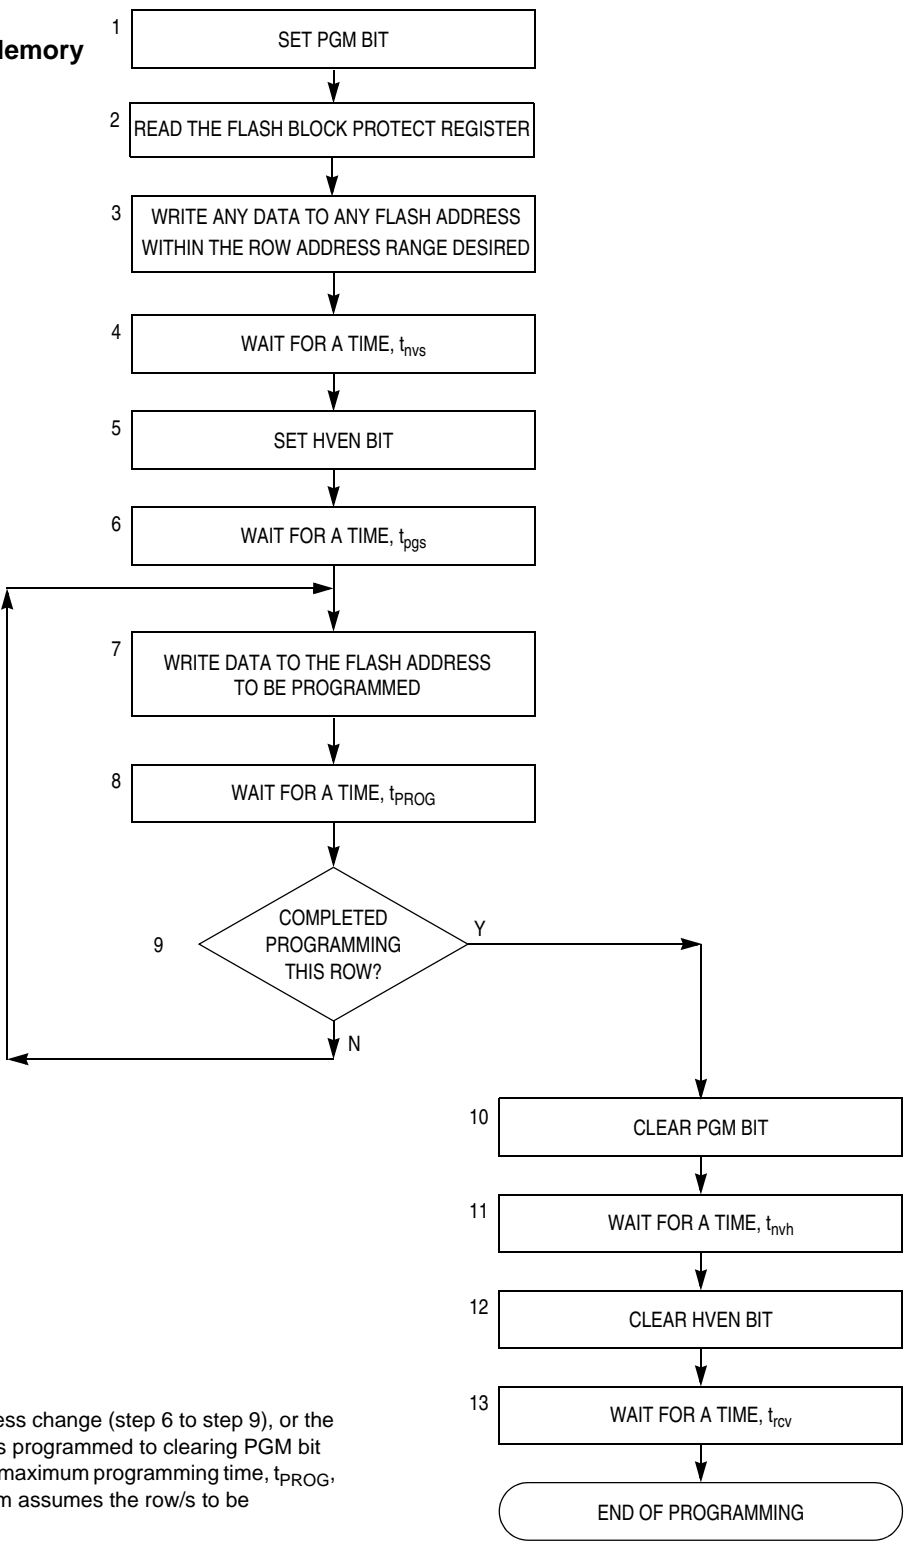 1
SET PGM BIT
2
READ THE FLASH BLOCK PROTECT REGISTER
3
WRITE ANY DATA TO ANY FLASH ADDRESS
WITHIN THE ROW ADDRESS RANGE DESIRED
4
WAIT FOR A TIME, tnvs
5
SET HVEN BIT
6
WAIT FOR A TIME, tpgs
7
WRITE DATA TO THE FLASH ADDRESS
TO BE PROGRAMMED
8
WAIT FOR A TIME, tPROG
9
COMPLETED
PROGRAMMING
THIS ROW?
Y
N
10
CLEAR PGM BIT
11
WAIT FOR A TIME, tnvh
12
CLEAR HVEN BIT
13
WAIT FOR A TIME, trcv
END OF PROGRAMMING
ess change (step 6 to step 9), or the
s programmed to clearing PGM bit
maximum programming time, tPROG,
m assumes the row/s to be